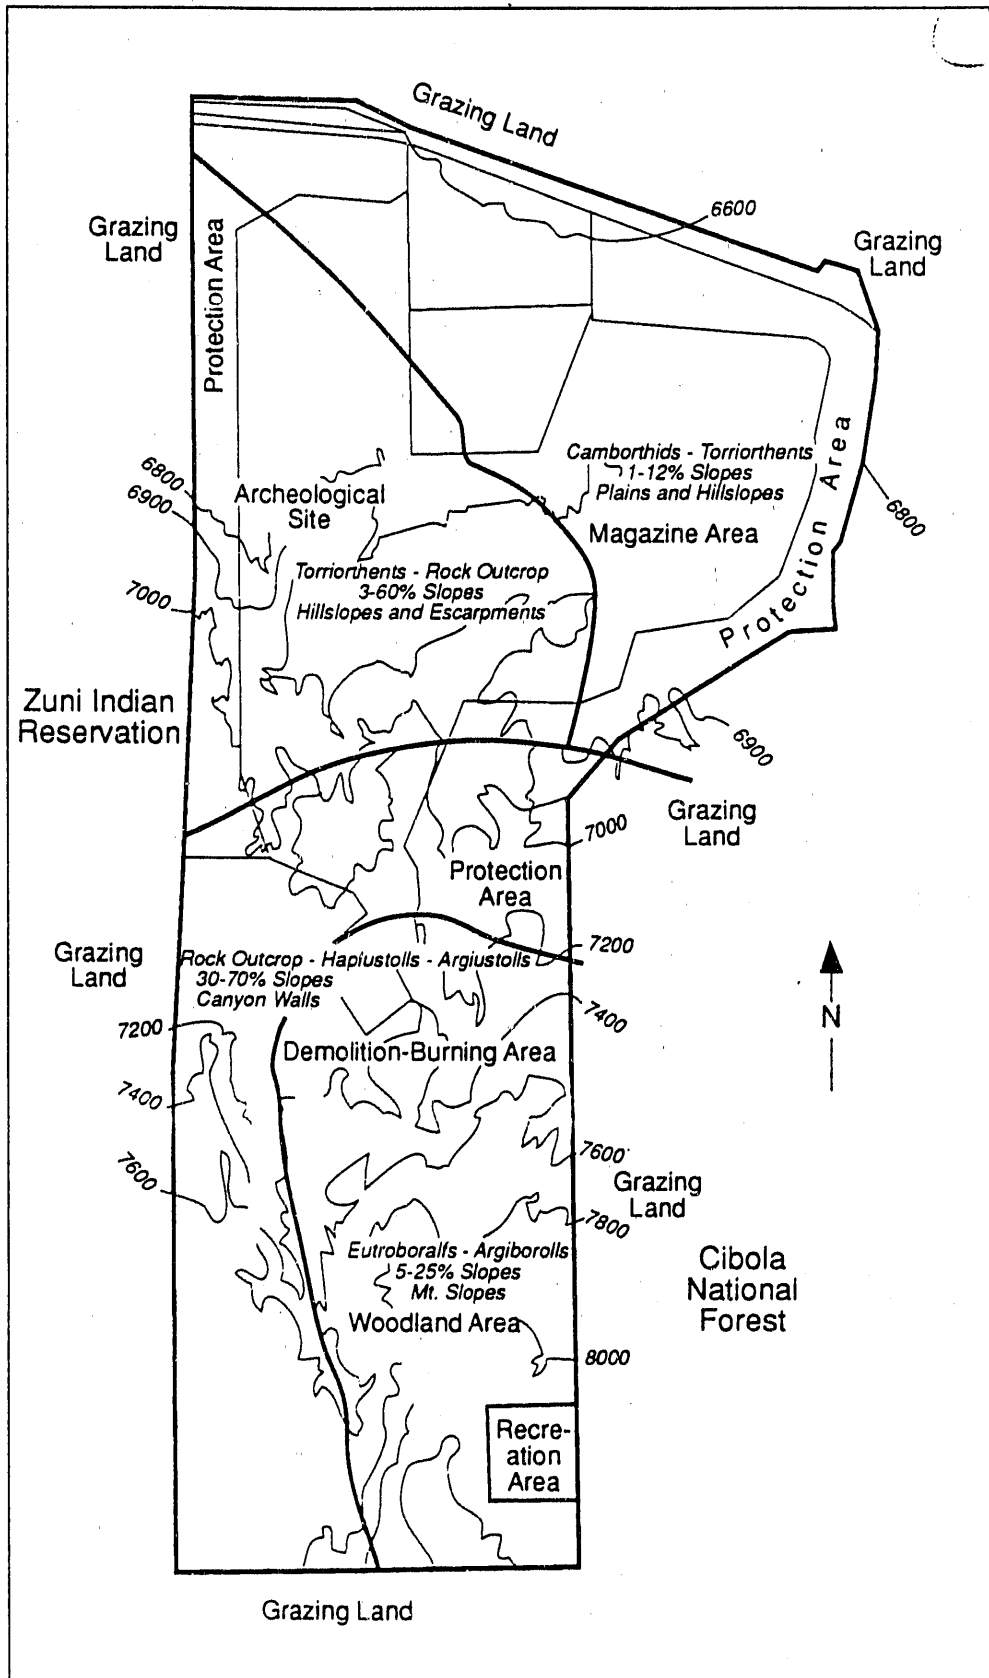 Grazing Land
6600
Grazing
Land
Grazing
Land
Protection Area
Camborthids - Torriorthents
1-12% Slopes
Plains and Hillslopes
Magazine Area
Protection Area
6800
6800
6900
Archeological
Site
Torriorthents - Rock Outcrop
3-60% Slopes
Hillslopes and Escarpments
7000
Zuni Indian
Reservation
6900
Grazing
Land
7000
Protection
Area
Grazing
Land
7200
Rock Outcrop - Haplustolls - Argiustolls
30-70% Slopes
Canyon Walls
7400
N
7200
Demolition-Burning Area
7400
7600
7600
Grazing
Land
7800
Eutroboralfs - Argiborolls
5-25% Slopes
Mt. Slopes
Cibola
National
Forest
Woodland Area
8000
Recre-
ation
Area
Grazing Land